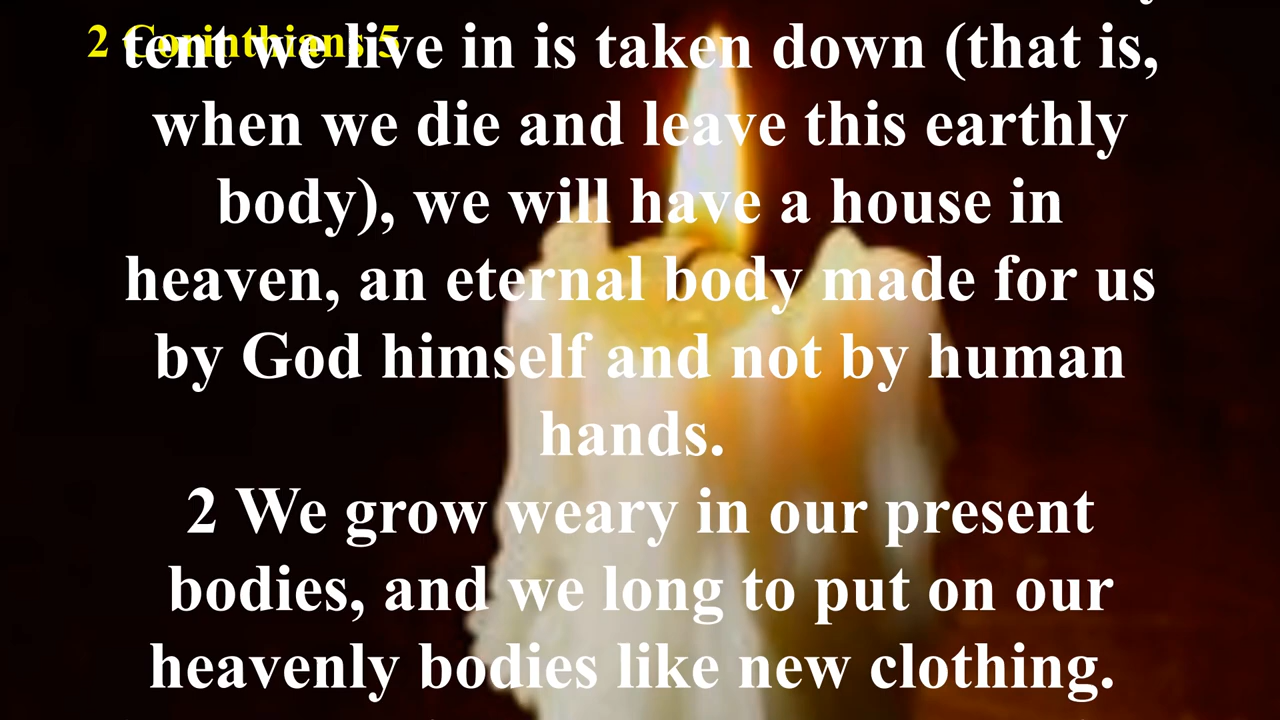 2 Corinthians 5
tent we live in is taken down (that is,
when we die and leave this earthly
body), we will have a house in
heaven, an eternal body made for us
by God himself and not by human
hands.
2 We grow weary in our present
bodies, and we long to put on our
heavenly bodies like new clothing.